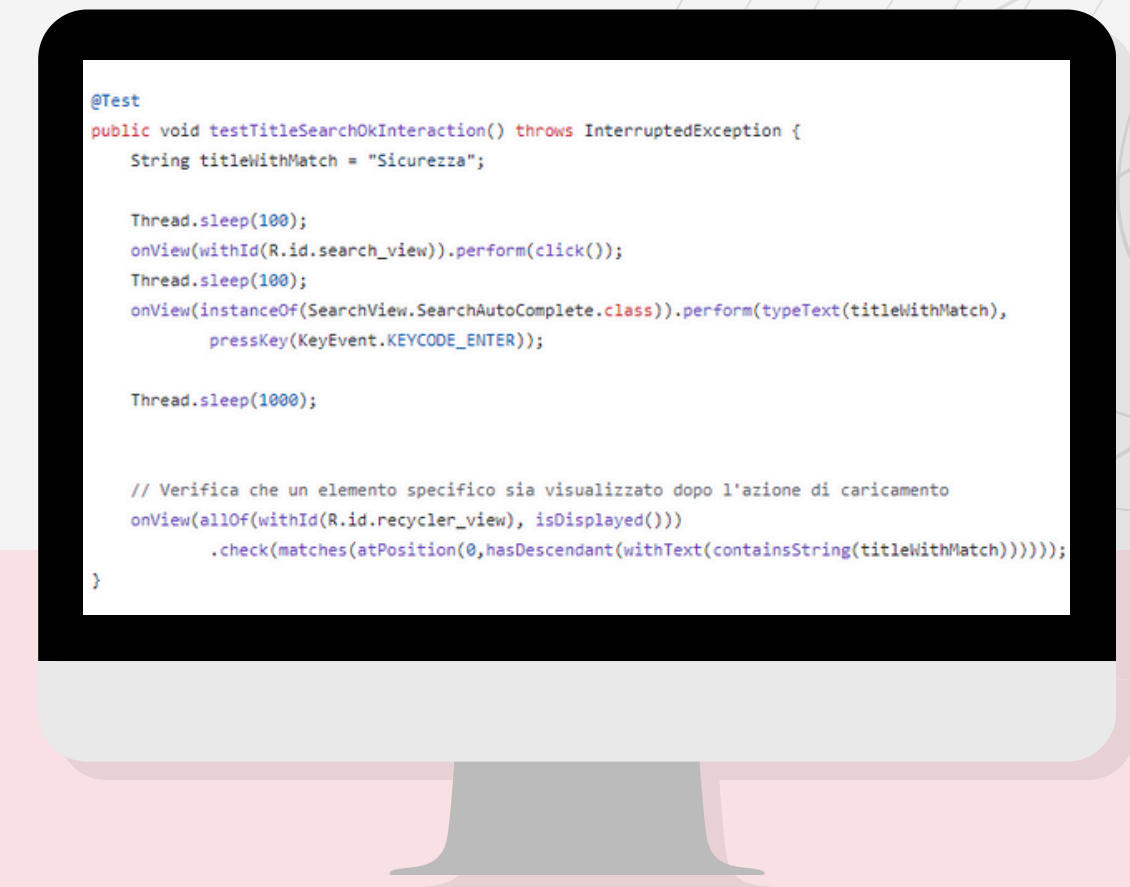 @Test
public void testTitleSearchOkInteraction() throws InterruptedException {
String titleWithMatch = "Sicurezza";
Thread.sleep(100);
onView(withId(R.id.search_view)).perform(click());
Thread.sleep(100);
onView(instanceOf(SearchView.SearchAutoComplete.class)).perform(typeText(titleWithMatch),
pressKey(KeyEvent.KEYCODE_ENTER));
Thread.sleep(1000);
// Verifica che un elemento specifico sia visualizzato dopo l'azione di caricamento
onView(allOf(withId(R.id.recycler_view), isDisplayed()))
.check(matches(atPosition(0,hasDescendant(withText(containsString(titleWithMatch))))));
}